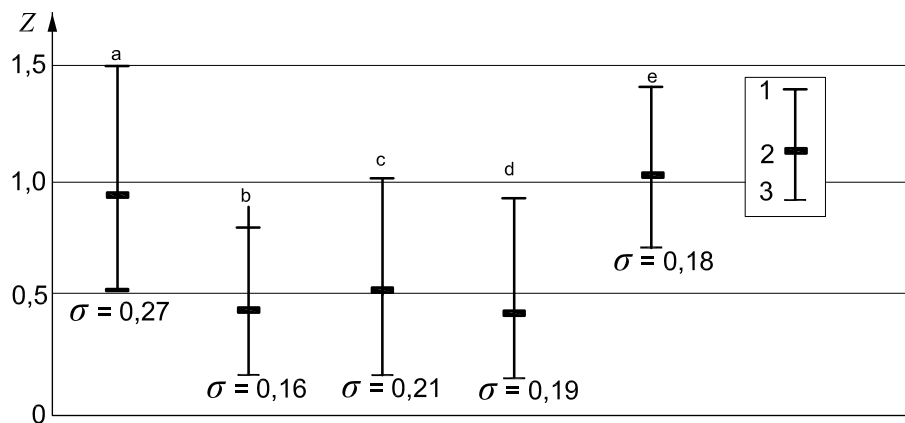 Z
a
1,5
e
1
c
2
d
1,0
b
3
σ = 0,18
0,5
σ = 0,27
σ = 0,16
σ = 0,21
σ = 0,19
0